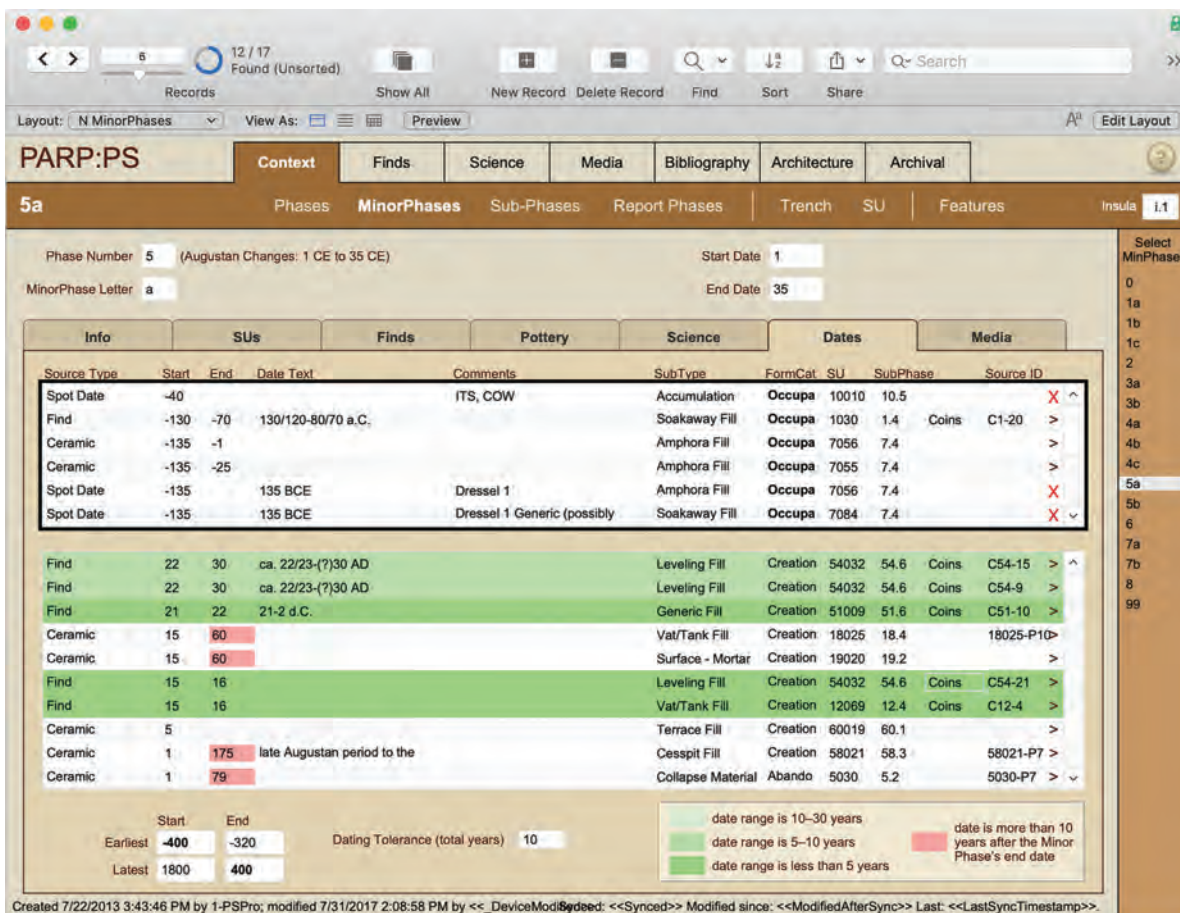 6 12 / 17
Found (Unsorted)
Search
Records Show All New Record Delete Record Find Sort Share
Layout: N MinorPhases View As: Preview Aa Edit Layout
PARP:PS Context Finds Science Media Bibliography Architecture Archival ?
5a Phases MinorPhases Sub-Phases Report Phases Trench SU Features Insula i.1
Phase Number 5 (Augustan Changes: 1 CE to 35 CE) Start Date 1
MinorPhase Letter a End Date 35
Info SUs Finds Pottery Science Dates Media
Source Type Start End Date Text Comments SubType FormCat SU SubPhase Source ID
Spot Date -40 ITS, COW Accumulation Occupa 10010 10.5 X
Find -130 -70 130/120-80/70 a.C. Soakaway Fill Occupa 1030 1.4 Coins C1-20 >
Ceramic -135 -1 Amphora Fill Occupa 7056 7.4 >
Ceramic -135 -25 Amphora Fill Occupa 7055 7.4 >
Spot Date -135 135 BCE Dressel 1 Amphora Fill Occupa 7056 7.4 X
Spot Date -135 135 BCE Dressel 1 Generic (possibly Soakaway Fill Occupa 7084 7.4 X
Find 22 30 ca. 22/23-(?)30 AD Leveling Fill Creation 54032 54.6 Coins C54-15 >
Find 22 30 ca. 22/23-(?)30 AD Leveling Fill Creation 54032 54.6 Coins C54-9 >
Find 21 22 21-2 d.C. Generic Fill Creation 51009 51.6 Coins C51-10 >
Ceramic 15 60 Vat/Tank Fill Creation 18025 18.4 18025-P10>
Ceramic 15 60 Surface - Mortar Creation 19020 19.2 >
Find 15 16 Leveling Fill Creation 54032 54.6 Coins C54-21 >
Find 15 16 Vat/Tank Fill Creation 12069 12.4 Coins C12-4 >
Ceramic 5 Terrace Fill Creation 60019 60.1 >
Ceramic 1 175 late Augustan period to the Cesspit Fill Creation 58021 58.3 58021-P7 >
Ceramic 1 79 Collapse Material Abando 5030 5.2 5030-P7 >
Start End
Earliest -400 -320 Dating Tolerance (total years) 10
Latest 1800 400
date range is 10–30 years
date range is 5–10 years
date range is less than 5 years
date is more than 10
years after the Minor
Phase's end date
Select
MinPhase
0
1a
1b
1c
2
3a
3b
4a
4b
4c
5a
5b
6
7a
7b
8
99
Created 7/22/2013 3:43:46 PM by 1-PSPro; modified 7/31/2017 2:08:58 PM by <<Synced>> Modified since: <<ModifiedAfterSync>> Last: <<LastSyncTimestamp>>.